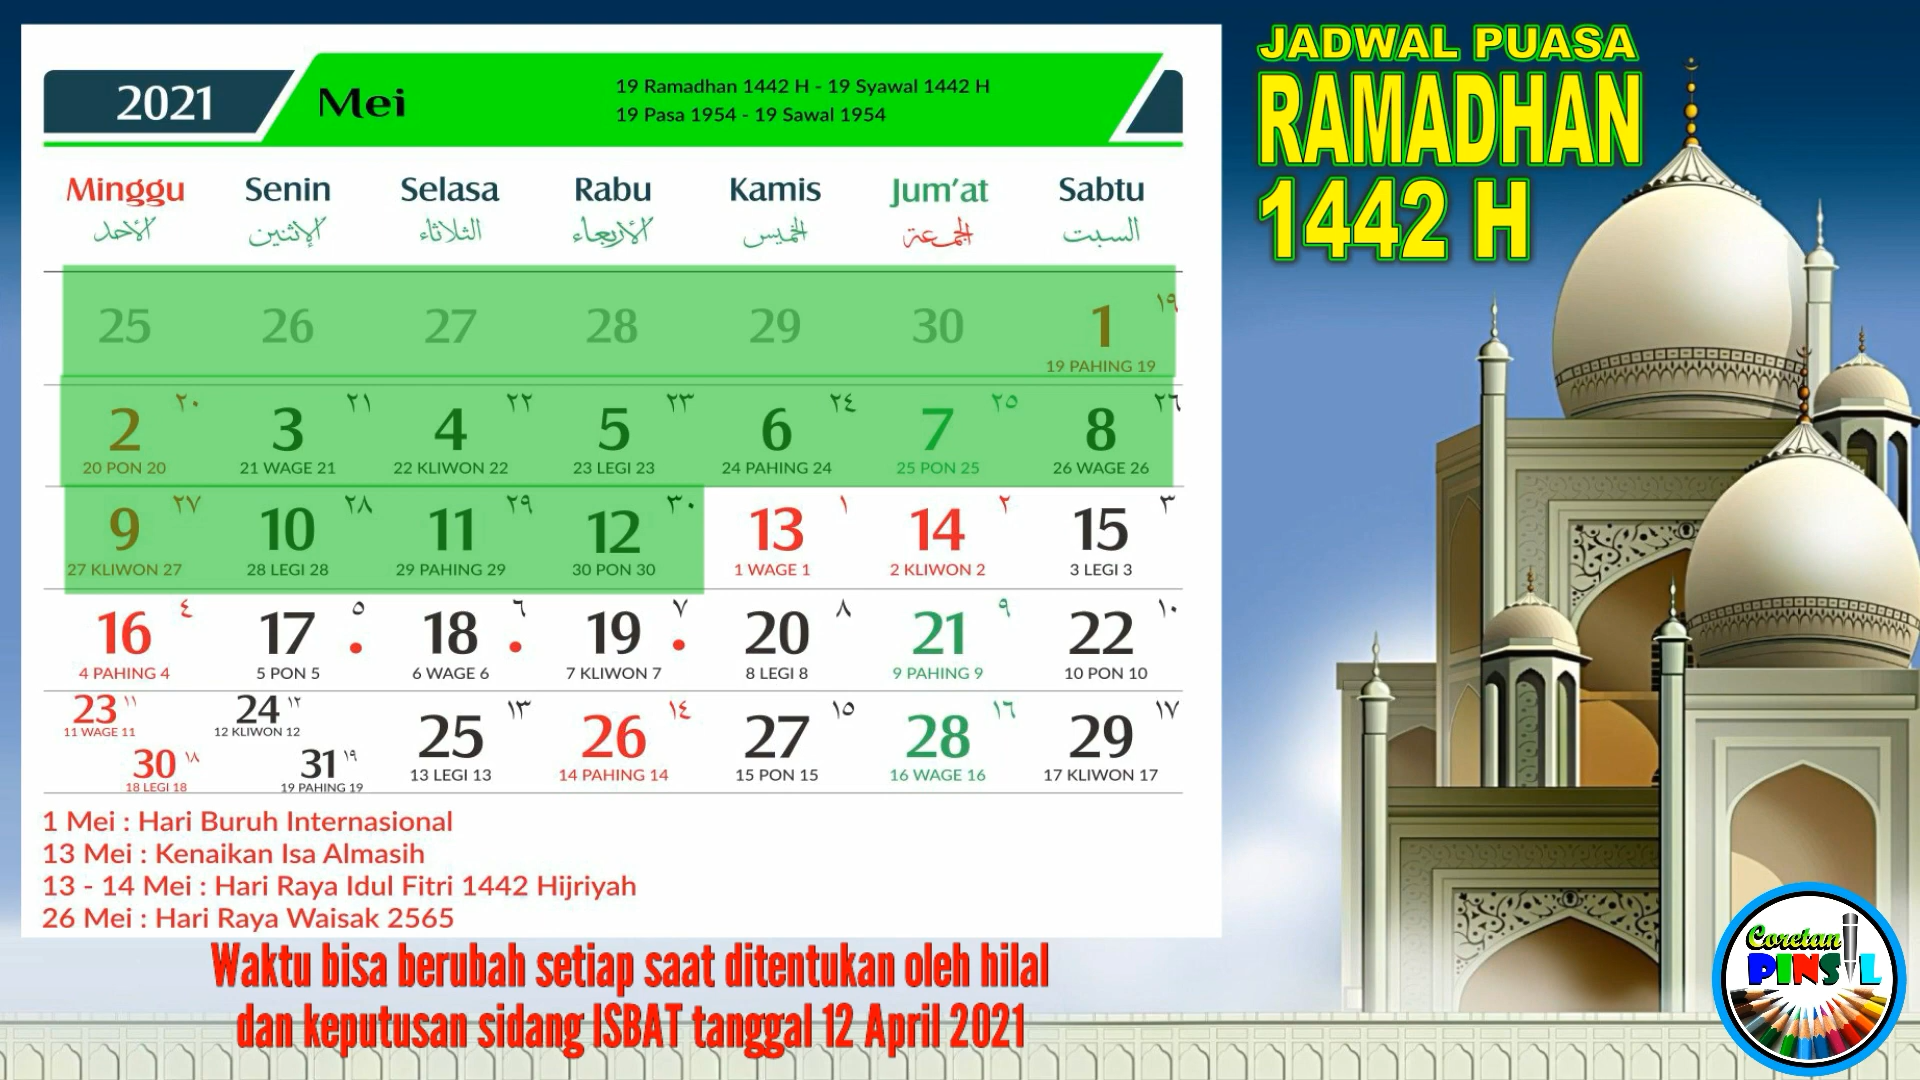 JADWAL PUASA
RAMADHAN
1442 H
2021 Mei
19 Ramadhan 1442 H - 19 Syawal 1442 H
19 Pasa 1954 - 19 Sawal 1954
Minggu Senin Selasa Rabu Kamis Jum'at Sabtu
الأحد الإثنين الثلاثاء الأربعاء الخميس الجمعة السبت
25 26 27 28 29 30 1 ١٩
19 PAHING 19
2 ٢٠ 3 ٢١ 4 ٢٢ 5 ٢٣ 6 ٢٤ 7 ٢٥ 8 ٢٦
20 PON 20 21 WAGE 21 22 KLIWON 22 23 LEGI 23 24 PAHING 24 25 PON 25 26 WAGE 26
9 ٢٧ 10 ٢٨ 11 ٢٩ 12 ٣٠ 13 ١ 14 ٢ 15 ٣
27 KLIWON 27 28 LEGI 28 29 PAHING 29 30 PON 30 1 WAGE 1 2 KLIWON 2 3 LEGI 3
16 ٤ 17 ٥ 18 ٦ 19 ٧ 20 ٨ 21 ٩ 22 ١٠
4 PAHING 4 5 PON 5 6 WAGE 6 7 KLIWON 7 8 LEGI 8 9 PAHING 9 10 PON 10
23 ١١ 24 ١٢ 25 ١٣ 26 ١٤ 27 ١٥ 28 ١٦ 29 ١٧
11 WAGE 11 12 KLIWON 12 13 LEGI 13 14 PAHING 14 15 PON 15 16 WAGE 16 17 KLIWON 17
30 ١٨ 31 ١٩
18 LEGI 18 19 PAHING 19
1 Mei : Hari Buruh Internasional
13 Mei : Kenaikan Isa Almasih
13 - 14 Mei : Hari Raya Idul Fitri 1442 Hijriyah
26 Mei : Hari Raya Waisak 2565
Waktu bisa berubah setiap saat ditentukan oleh hilal
dan keputusan sidang ISBAT tanggal 12 April 2021
Coretan
PINSIL